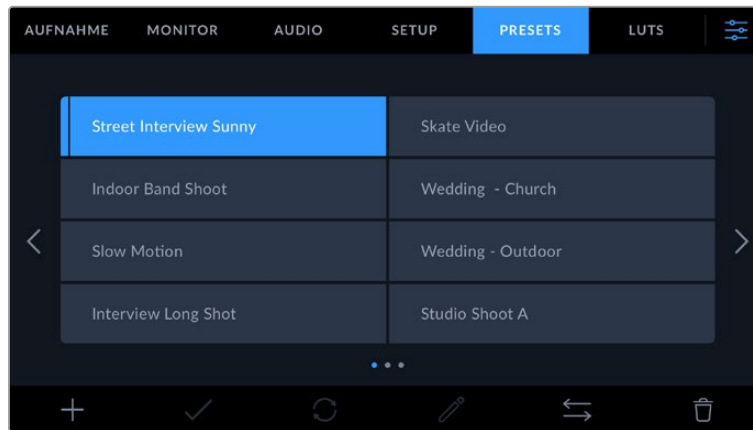 AUFNAHME MONITOR AUDIO SETUP PRESETS LUTS
Street Interview Sunny Skate Video
Indoor Band Shoot Wedding - Church
Slow Motion Wedding - Outdoor
Interview Long Shot Studio Shoot A